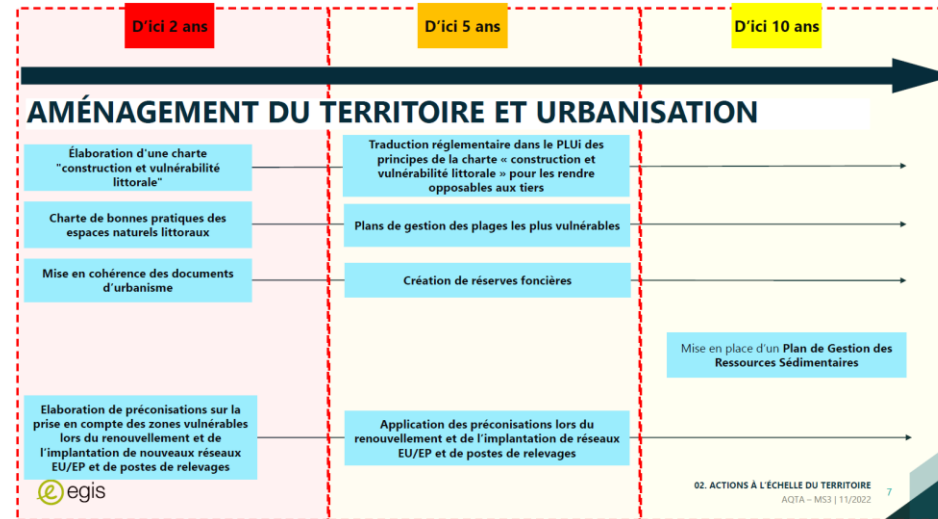 D'ici 2 ans
D'ici 5 ans
D'ici 10 ans
AMÉNAGEMENT DU TERRITOIRE ET URBANISATION
Élaboration d'une charte
"construction et vulnérabilité
littorale"
Traduction réglementaire dans le PLUi des
principes de la charte « construction et
vulnérabilité littorale » pour les rendre
opposables aux tiers
Charte de bonnes pratiques des
espaces naturels littoraux
Plans de gestion des plages les plus vulnérables
Mise en cohérence des documents
d'urbanisme
Création de réserves foncières
Mise en place d'un Plan de Gestion des
Ressources Sédimentaires
Elaboration de préconisations sur la
prise en compte des zones vulnérables
lors du renouvellement et de
l'implantation de nouveaux réseaux
EU/EP et de postes de relevages
Application des préconisations lors du
renouvellement et de l'implantation de réseaux
EU/EP et de postes de relevages
egis
02. ACTIONS À L'ÉCHELLE DU TERRITOIRE
AQTA – MS3 | 11/2022
7